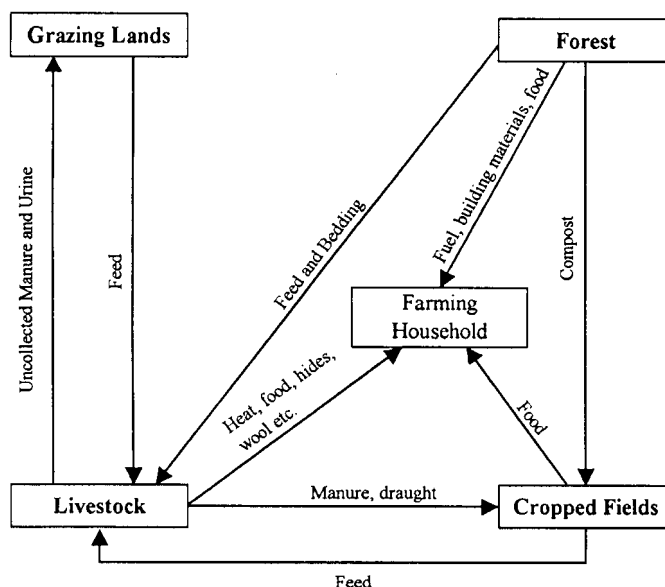 Grazing Lands
Forest
Uncollected Manure and Urine
Feed
Feed and Bedding
Fuel, building materials, food
Compost
Farming
Household
Heat, food, hides,
wool etc.
Food
Livestock
Manure, draught
Cropped Fields
Feed